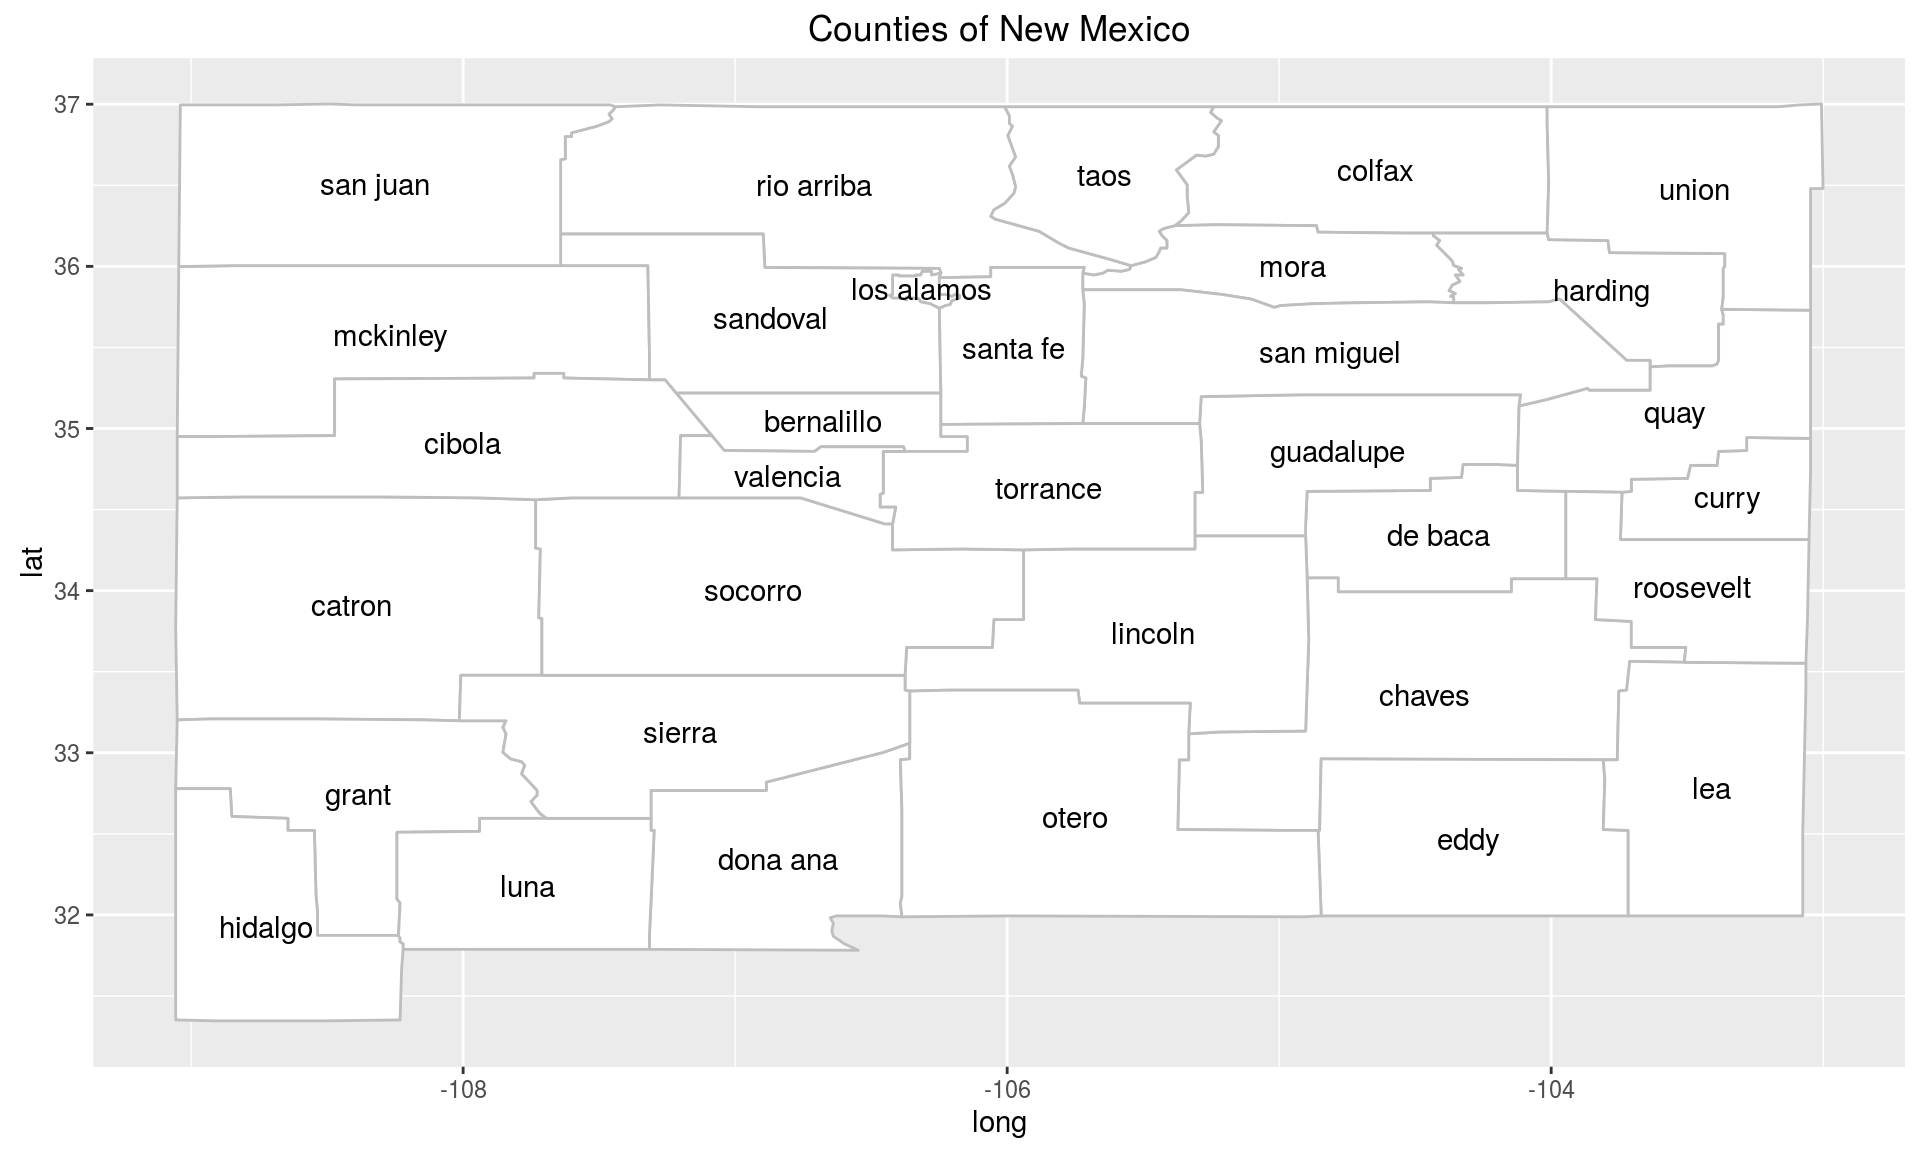 Counties of New Mexico
37
36
35
34
33
32
lat
san juan
rio arriba
taos
colfax
union
mora
los alamos
harding
sandoval
mckinley
santa fe
san miguel
bernalillo
quay
cibola
guadalupe
valencia
torrance
curry
de baca
roosevelt
socorro
catron
lincoln
chaves
sierra
grant
lea
otero
eddy
dona ana
luna
hidalgo
-108
-106
-104
long